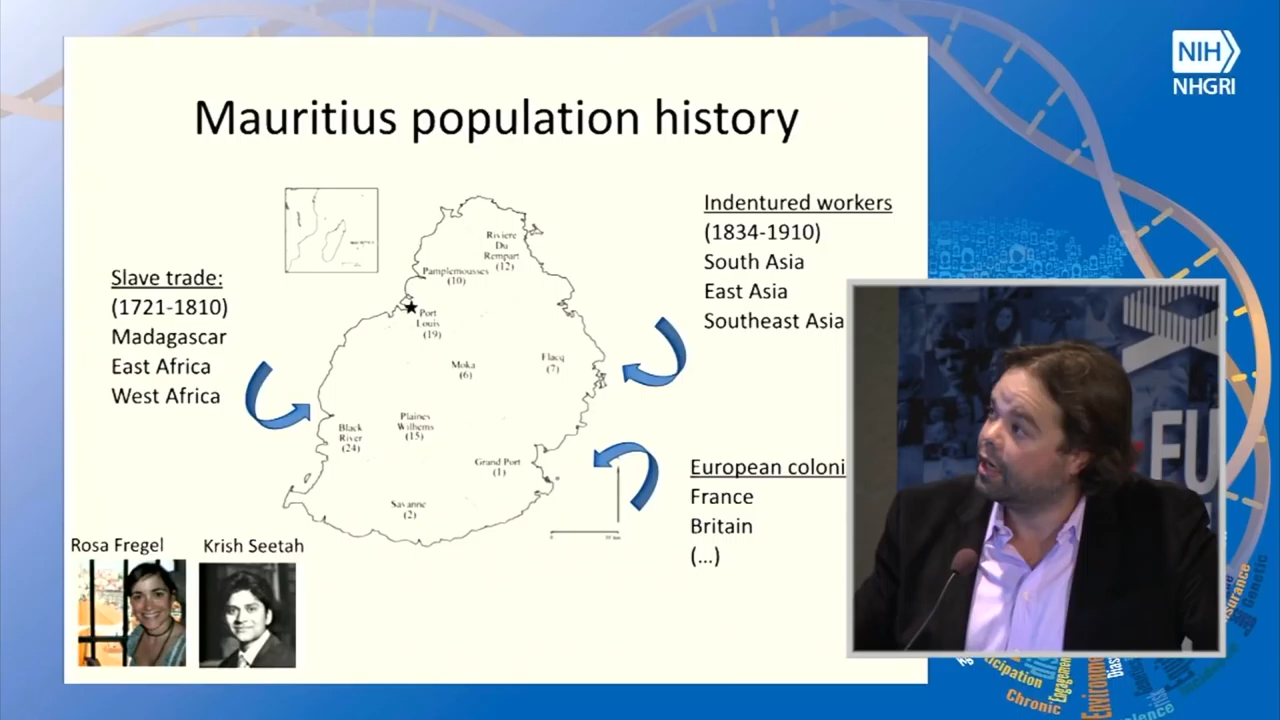 Mauritius population history
Slave trade:
(1721-1810)
Madagascar
East Africa
West Africa
Riviere
Du
Rempart
(12)
Pamplemousses
(10)
Port
Louis
(19)
Moka
(6)
Flacq
(7)
Black
River
(24)
Plaines
Wilhems
(15)
Grand Port
(1)
Savanne
(2)
Indentured workers
(1834-1910)
South Asia
East Asia
Southeast Asia
European coloni
France
Britain
(...)
Rosa Fregel
Krish Seetah
NIH
NHGRI
FU
Chronic